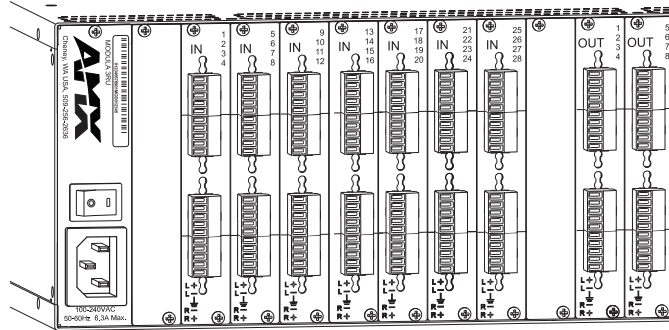 AMX
MODULA 3RU
Cheney, WA USA, 509-256-2636
100-240VAC
50-60Hz 6,3A Max.
IN
1
2
3
4
IN
5
6
7
8
IN
9
10
11
12
IN
13
14
15
16
IN
17
18
19
20
IN
21
22
23
24
IN
25
26
27
28
OUT
1
2
3
4
OUT
5
6
7
8
L +
L –
R –
R +
L +
L –
R –
R +
L +
L –
R –
R +
L +
L –
R –
R +
L +
L –
R –
R +
L +
L –
R –
R +
L +
L –
R –
R +
L +
L –
R –
R +
L +
L –
R –
R +